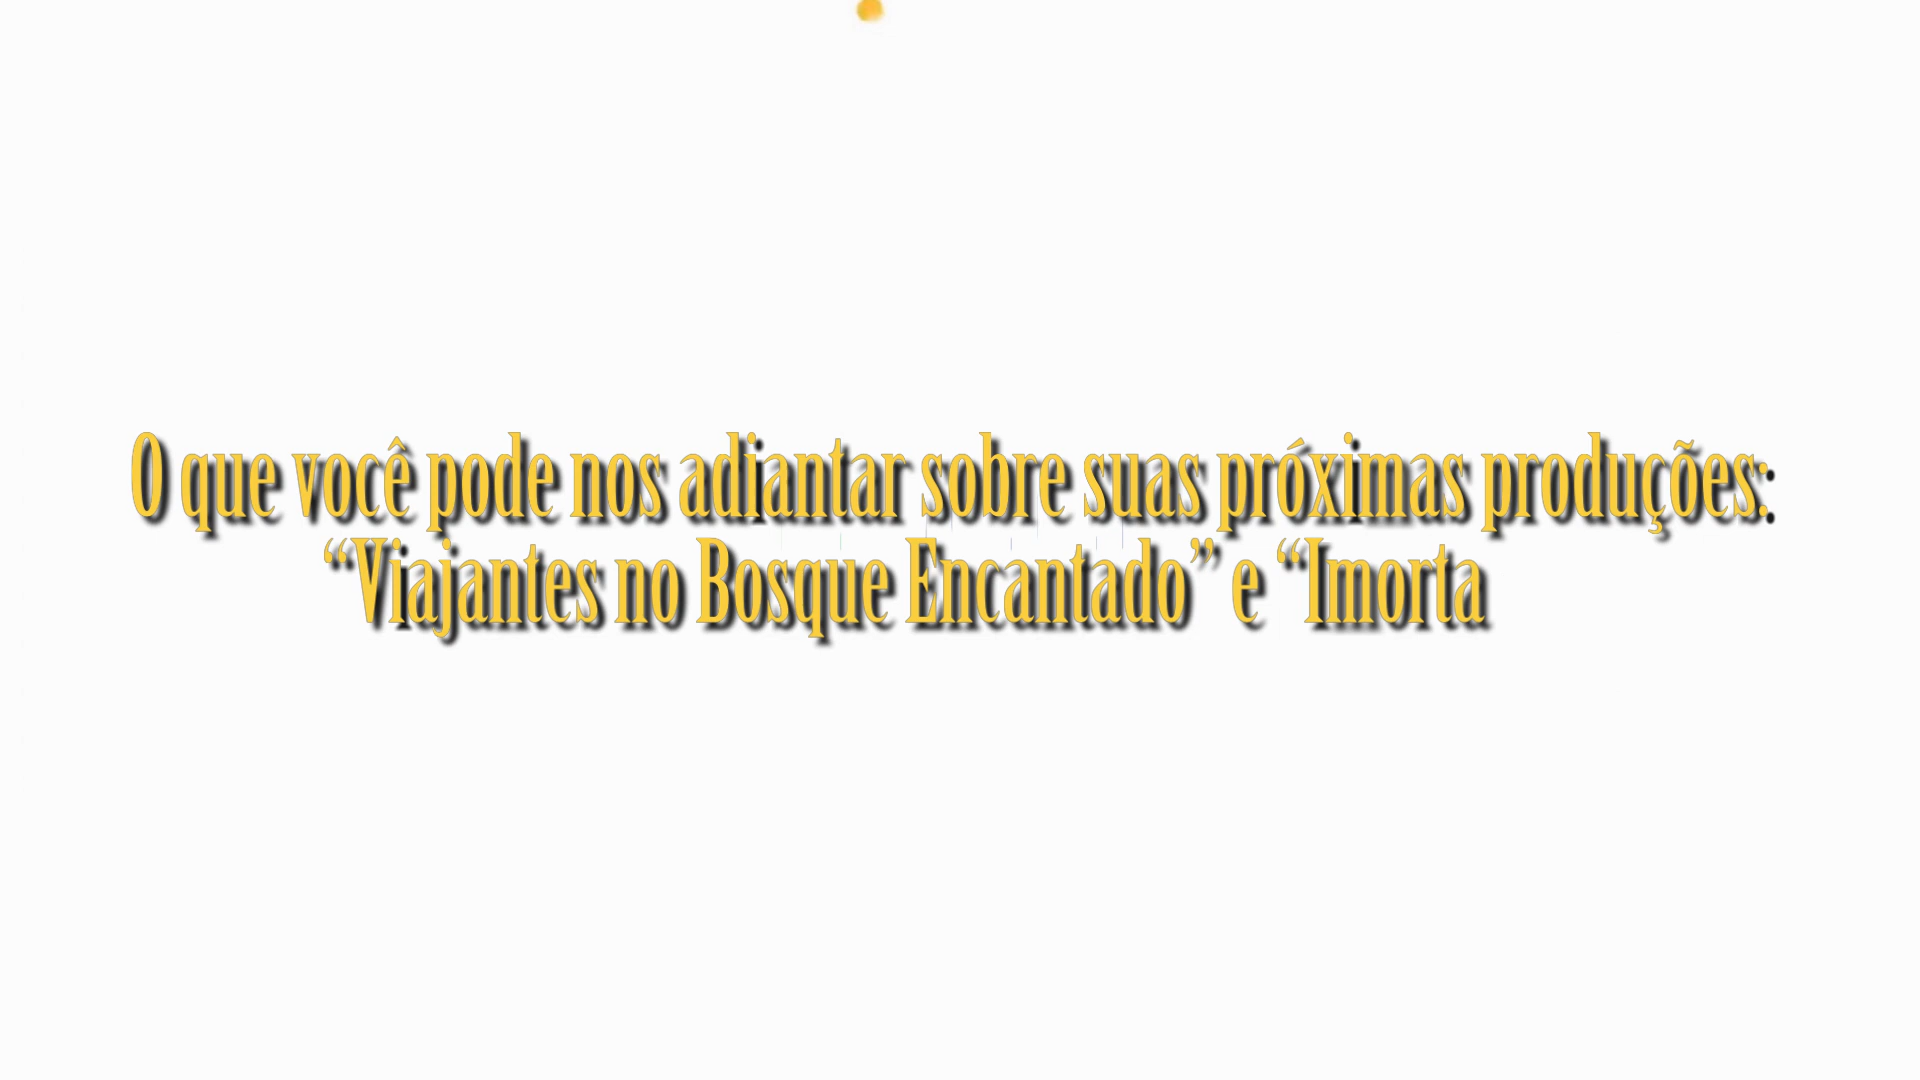 O que você pode nos adiantar sobre suas próximas produções:
“Viajantes no Bosque Encantado” e “Imorta